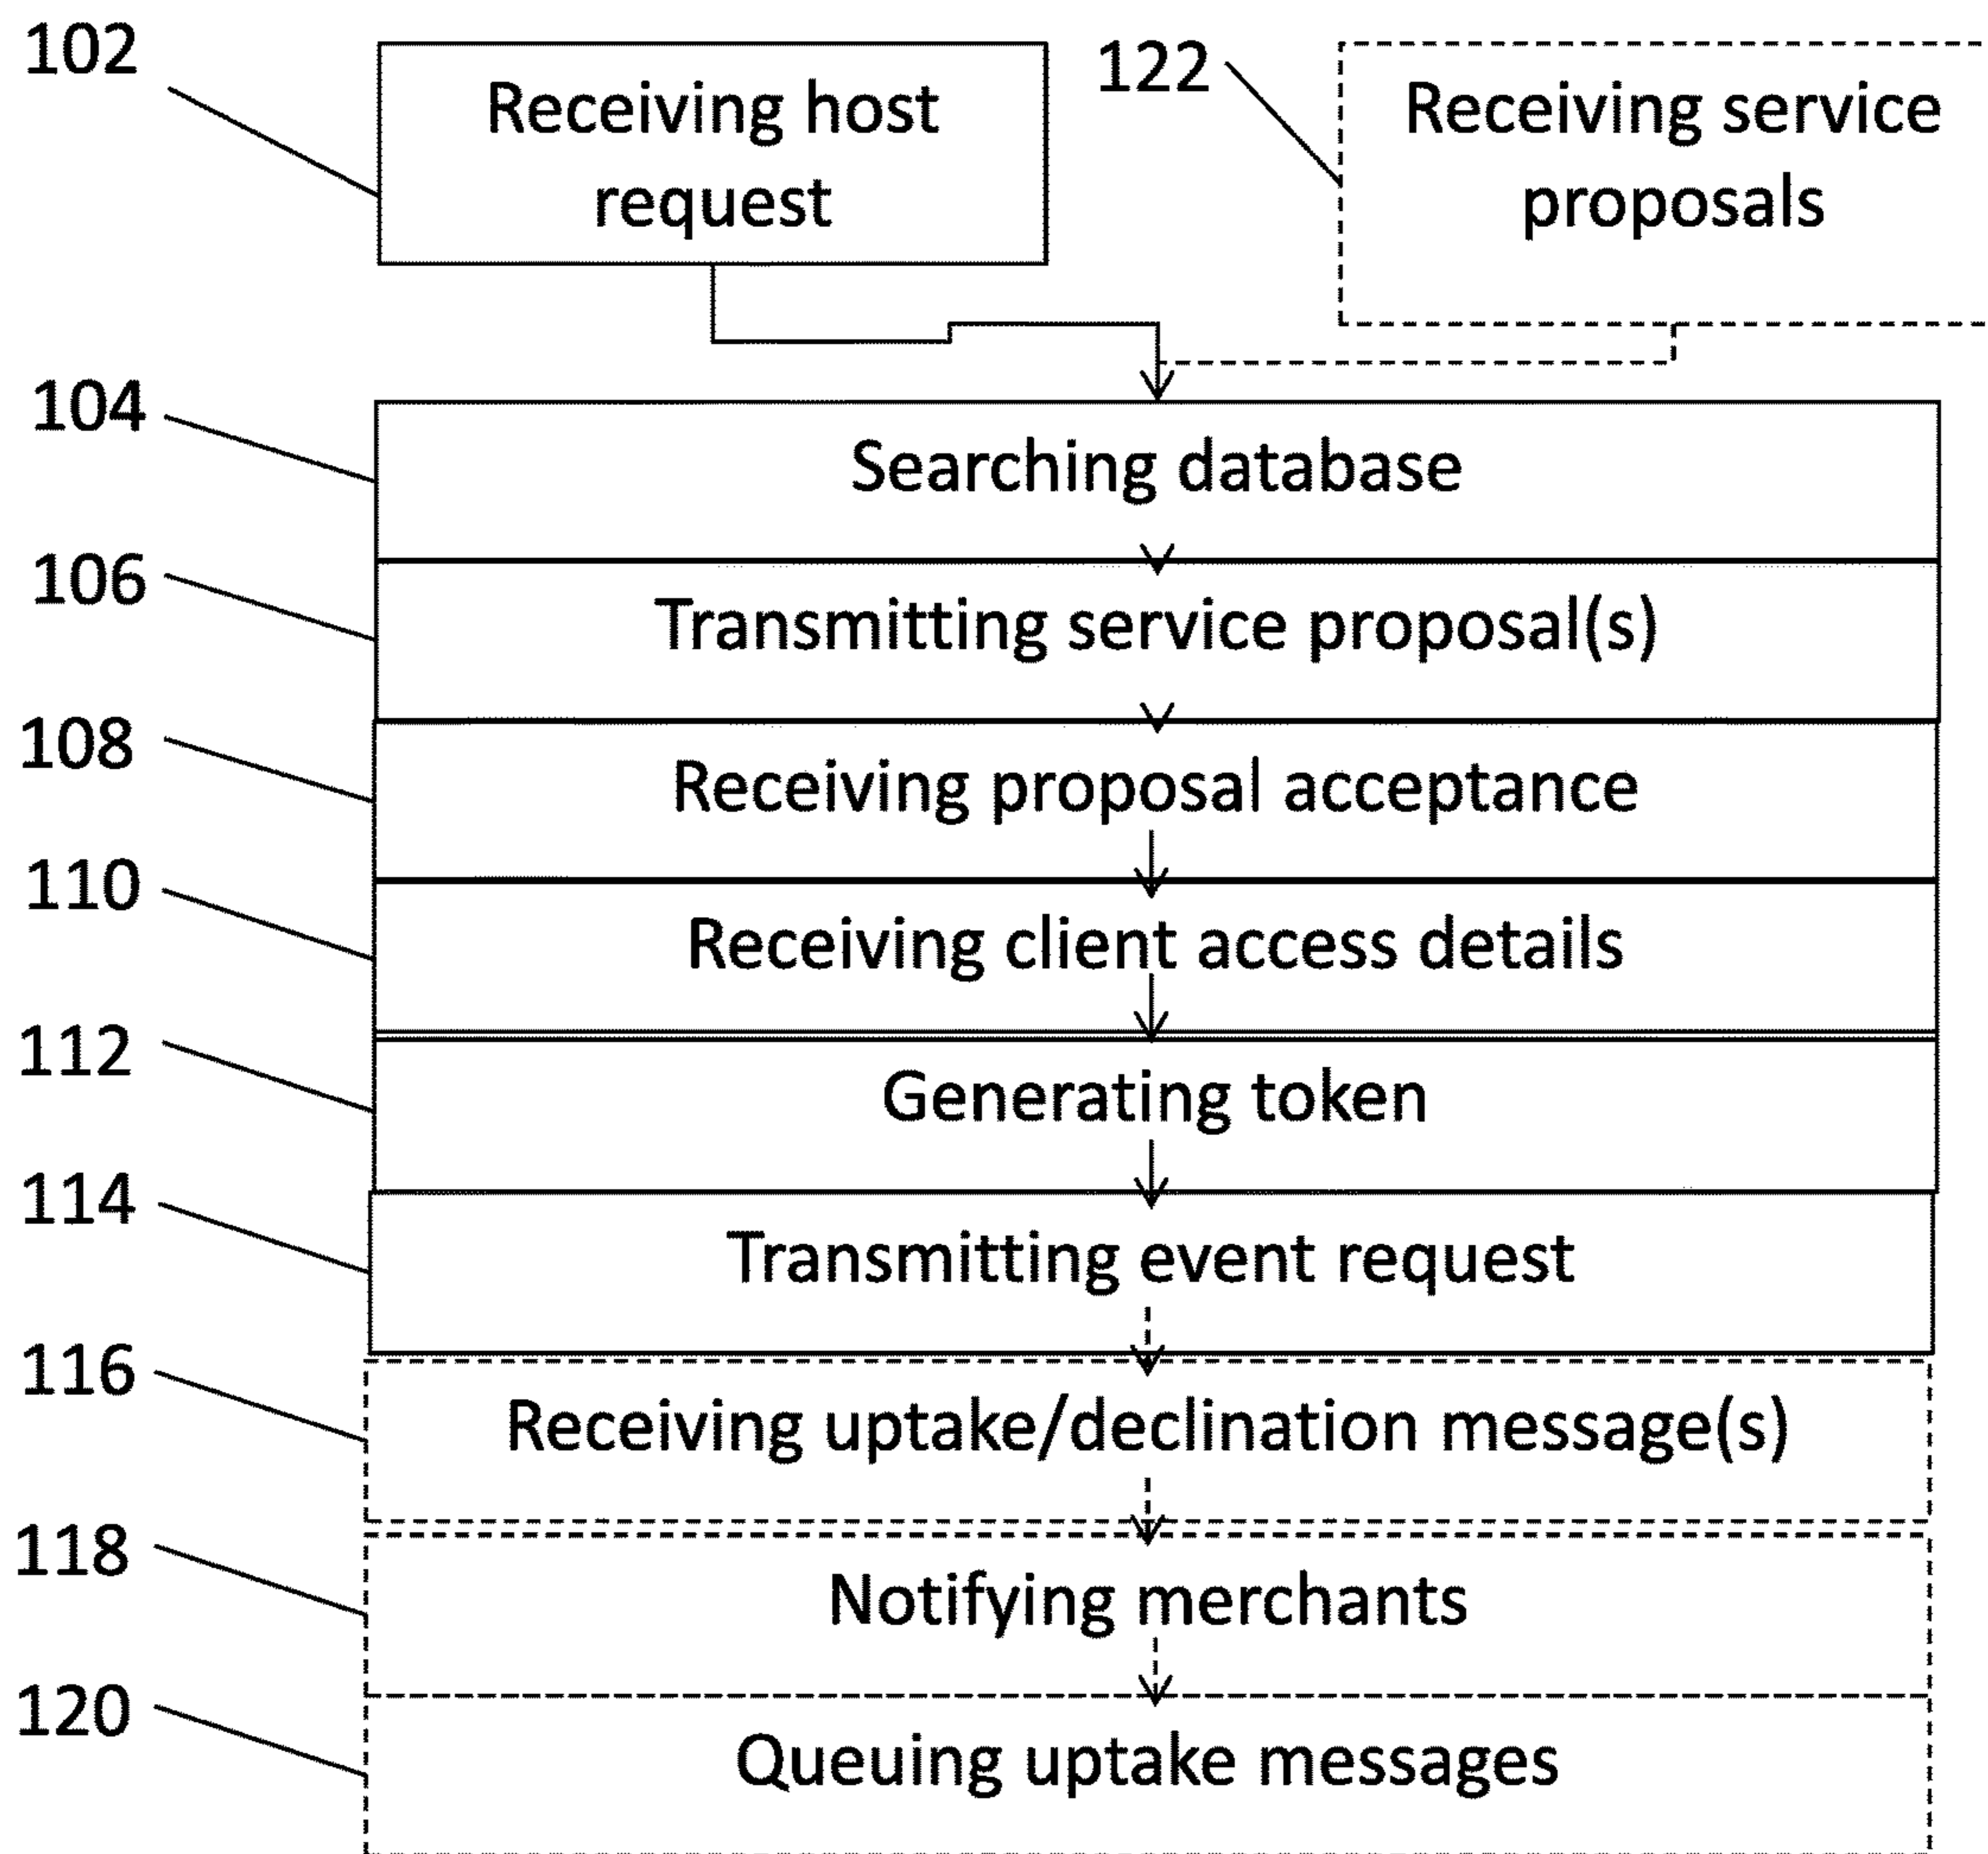 102
Receiving host
request
122
Receiving service
proposals
104
Searching database
106
Transmitting service proposal(s)
108
Receiving proposal acceptance
110
Receiving client access details
112
Generating token
114
Transmitting event request
116
Receiving uptake/declination message(s)
118
Notifying merchants
120
Queuing uptake messages